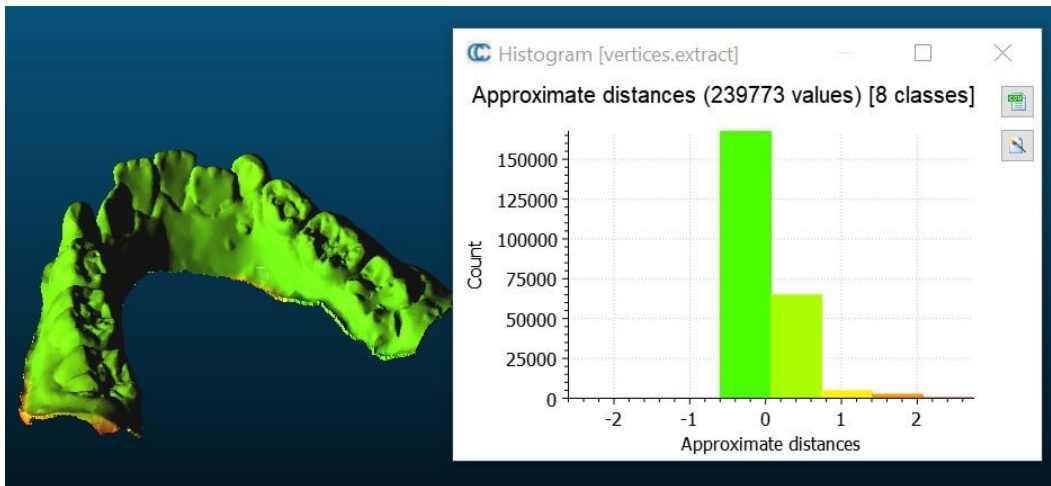 Histogram [vertices.extract]
Approximate distances (239773 values) [8 classes]
150000
125000
100000
75000
50000
25000
0
Count
-2 -1 0 1 2
Approximate distances